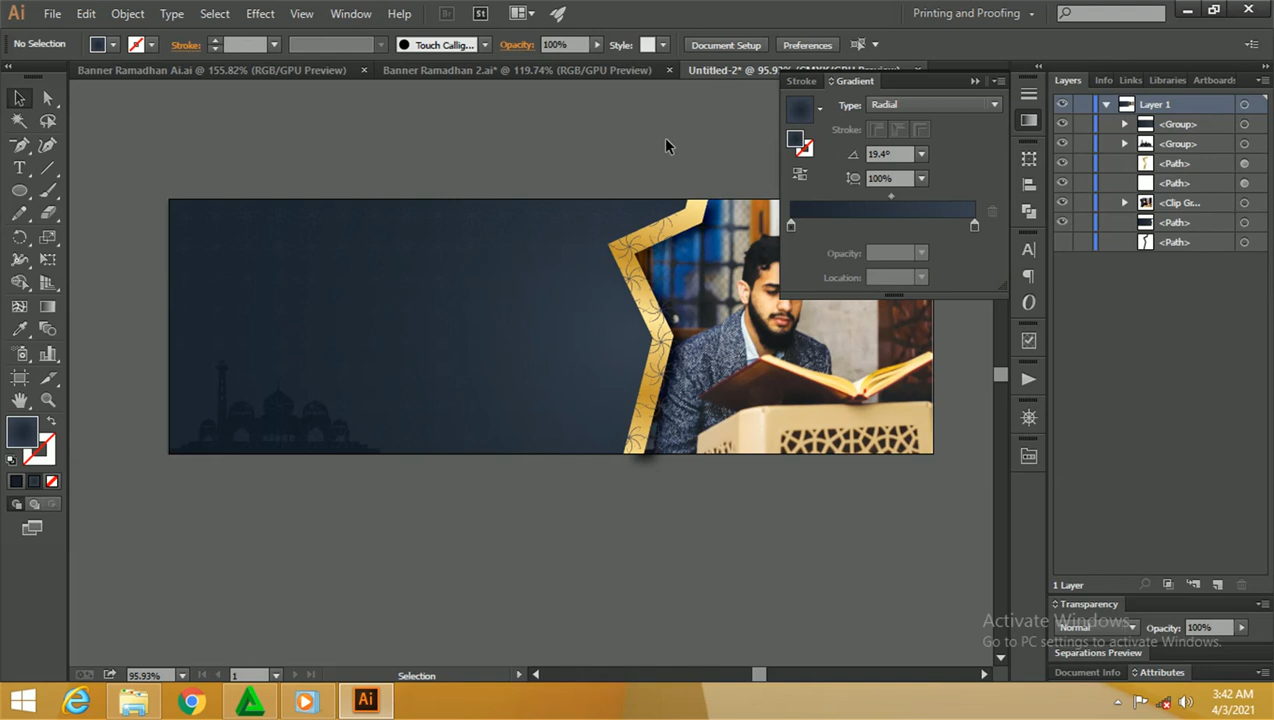 Ai File Edit Object Type Select Effect View Window Help Br St Printing and Proofing
No Selection Stroke: Touch Callig... Opacity: 100% Style: Document Setup Preferences
Banner Ramadhan Ai.ai @ 155.82% (RGB/GPU Preview) Banner Ramadhan 2.ai* @ 119.74% (RGB/GPU Preview)
Stroke Gradient
Type: Radial
Stroke:
19.4°
100%
Opacity:
Location:
Layers Info Links Libraries Artboards
Layer 1
<Group>
<Group>
<Path>
<Path>
<Clip Gr...
<Path>
<Path>
1 Layer
Transparency
Normal Opacity: 100%
Separations Preview
Document Info Attributes
Activate Windows
Go to PC settings to activate Windows.
95.93% 1 Selection
Ai
3:42 AM
4/3/2021